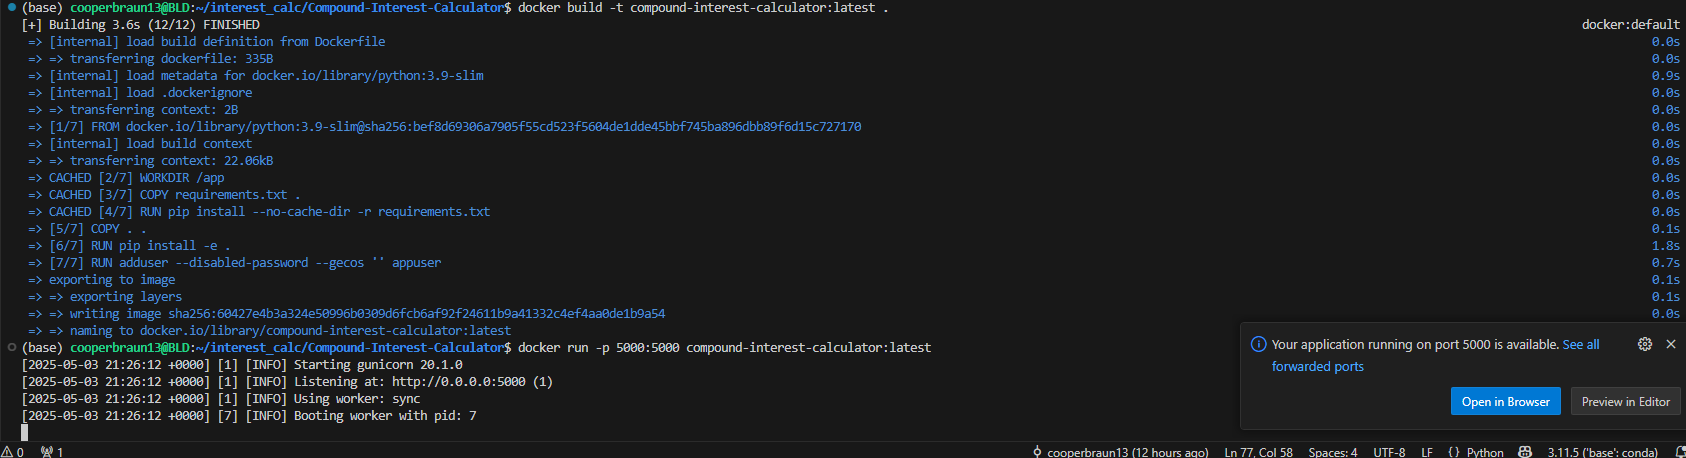 (base) cooperbraun13@BLD:~/interest_calc/Compound-Interest-Calculator$ docker build -t compound-interest-calculator:latest .
[+] Building 3.6s (12/12) FINISHED docker:default
=> [internal] load build definition from Dockerfile 0.0s
=> => transferring dockerfile: 335B 0.0s
=> [internal] load metadata for docker.io/library/python:3.9-slim 0.9s
=> [internal] load .dockerignore 0.0s
=> => transferring context: 2B 0.0s
=> [1/7] FROM docker.io/library/python:3.9-slim@sha256:bef8d69306a7905f55cd523f5604de1dde45bbf745ba896dbb89f6d15c727170 0.0s
=> [internal] load build context 0.0s
=> => transferring context: 22.06kB 0.0s
=> CACHED [2/7] WORKDIR /app 0.0s
=> CACHED [3/7] COPY requirements.txt . 0.0s
=> CACHED [4/7] RUN pip install --no-cache-dir -r requirements.txt 0.0s
=> [5/7] COPY . . 0.1s
=> [6/7] RUN pip install -e . 1.8s
=> [7/7] RUN adduser --disabled-password --gecos '' appuser 0.7s
=> exporting to image 0.1s
=> => exporting layers 0.1s
=> => writing image sha256:60427e4b3a324e50996b0309d6fcb6af92f24611b9a41332c4ef4aa0de1b9a54 0.0s
=> => naming to docker.io/library/compound-interest-calculator:latest
(base) cooperbraun13@BLD:~/interest_calc/Compound-Interest-Calculator$ docker run -p 5000:5000 compound-interest-calculator:latest
[2025-05-03 21:26:12 +0000] [1] [INFO] Starting gunicorn 20.1.0
[2025-05-03 21:26:12 +0000] [1] [INFO] Listening at: http://0.0.0.0:5000 (1)
[2025-05-03 21:26:12 +0000] [1] [INFO] Using worker: sync
[2025-05-03 21:26:12 +0000] [7] [INFO] Booting worker with pid: 7
Your application running on port 5000 is available. See all
forwarded ports
Open in Browser Preview in Editor
0 1 cooperbraun13 (12 hours ago) Ln 77, Col 58 Spaces: 4 UTF-8 LF {} Python 3.11.5 ('base': conda)